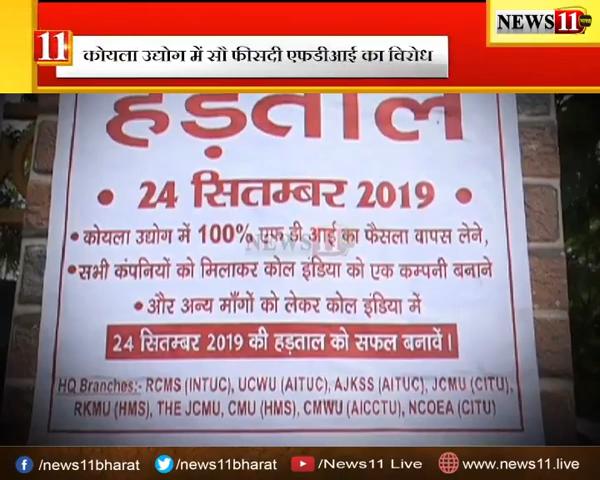 NEWS11
11
कोयला उद्योग में सौ फीसदी एफडीआई का विरोध
हड़ताल
• 24 सितम्बर 2019 •
• कोयला उद्योग में 100% एफ डी आई का फैसला वापस लेने,
NEWS11
• सभी कंपनियों को मिलाकर कोल इंडिया को एक कम्पनी बनाने
• और अन्य माँगों को लेकर कोल इंडिया में
24 सितम्बर 2019 की हड़ताल को सफल बनावें।
HQ Branches:- RCMS (INTUC), UCWU (AITUC), AJKSS (AITUC), JCMU (CITU),
RKMU (HMS), THE JCMU, CMU (HMS), CMWU (AICCTU), NCOEA (CITU)
/news11bharat /news11bharat /News11 Live www.news11.live